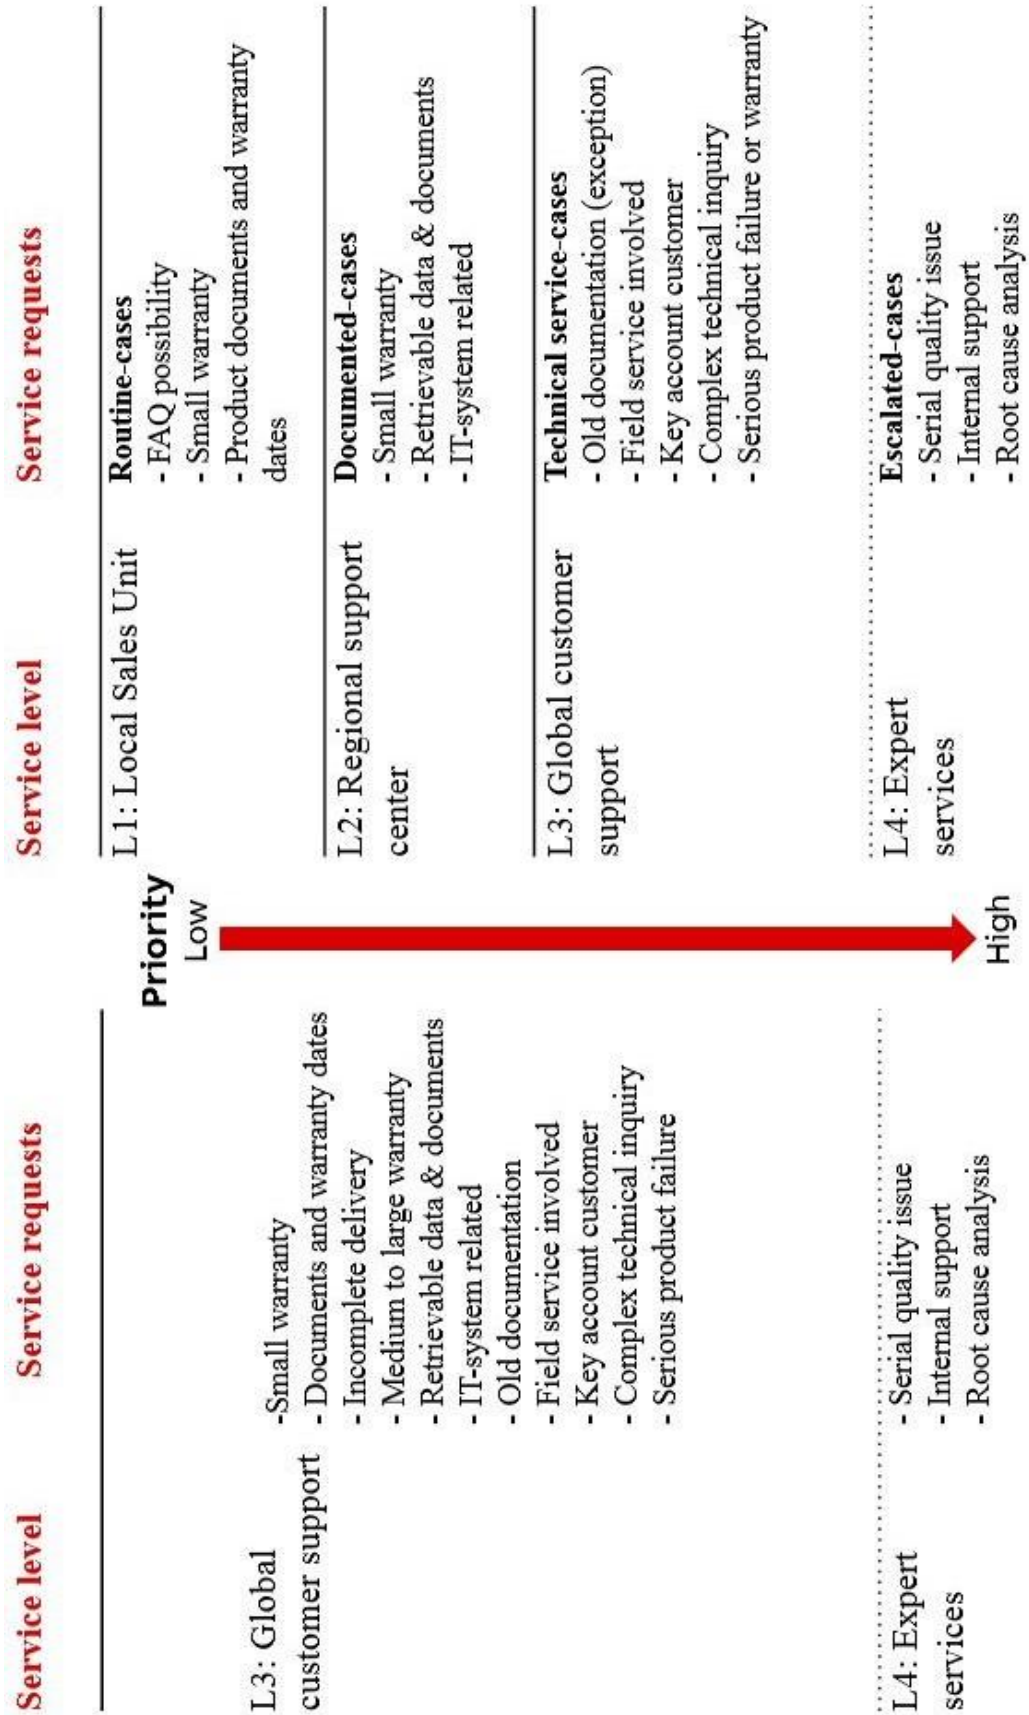 Service level
Service requests
L3: Global
customer support
-Small warranty
- Documents and warranty dates
- Incomplete delivery
- Medium to large warranty
- Retrievable data & documents
- IT-system related
- Old documentation
- Field service involved
- Key account customer
- Complex technical inquiry
- Serious product failure
L4: Expert
services
- Serial quality issue
- Internal support
- Root cause analysis
Priority
Low
High
Service level
Service requests
L1: Local Sales Unit
Routine-cases
- FAQ possibility
- Small warranty
- Product documents and warranty
dates
L2: Regional support
center
Documented-cases
- Small warranty
- Retrievable data & documents
- IT-system related
L3: Global customer
support
Technical service-cases
- Old documentation (exception)
- Field service involved
- Key account customer
- Complex technical inquiry
- Serious product failure or warranty
L4: Expert
services
Escalated-cases
- Serial quality issue
- Internal support
- Root cause analysis